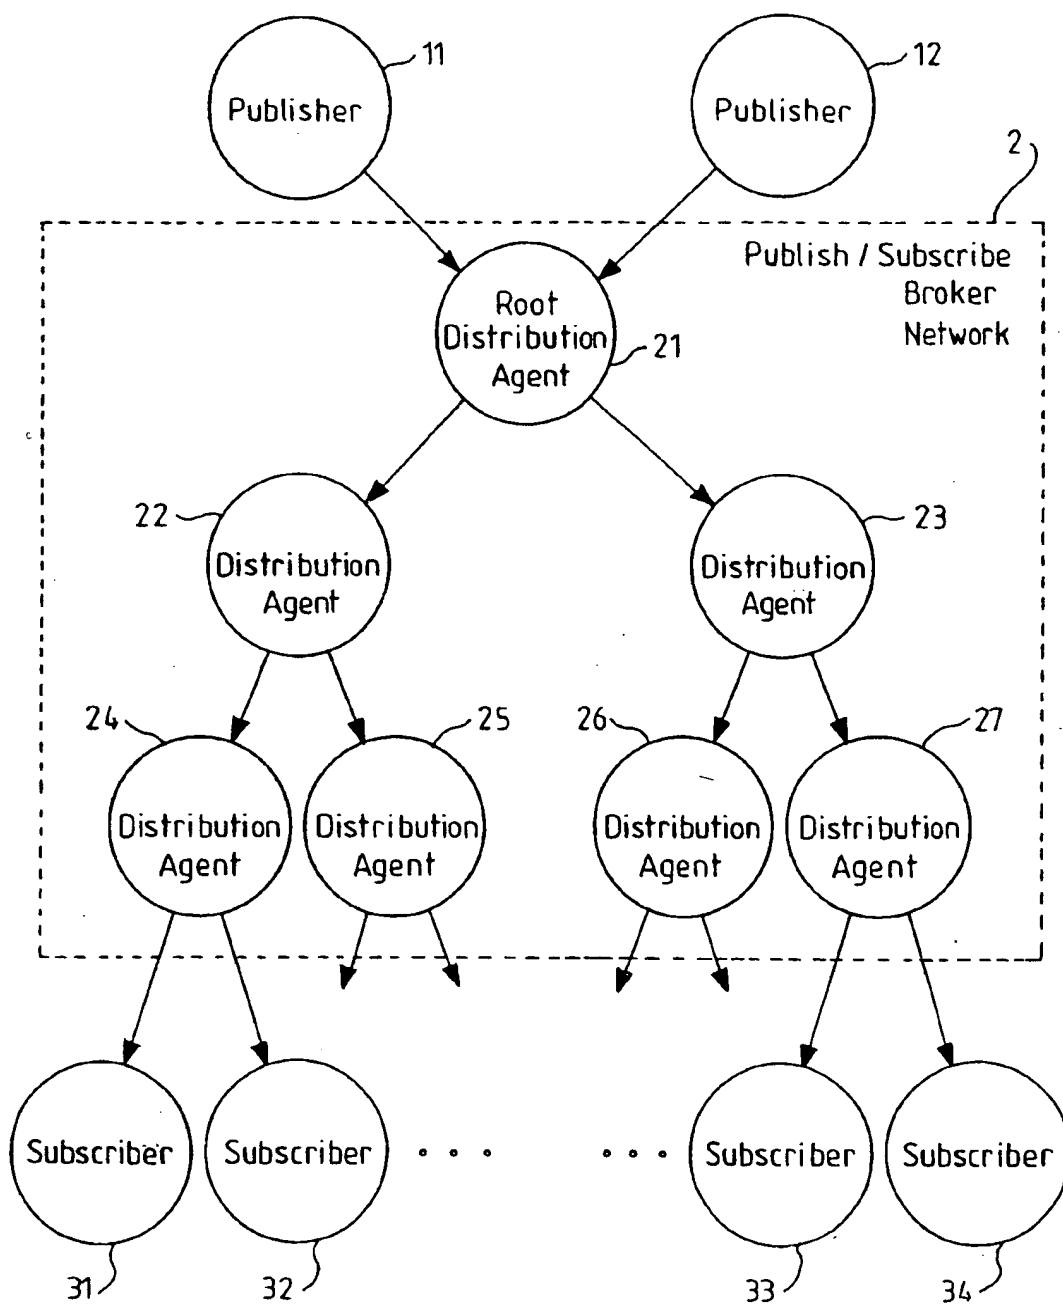 11
12
Publisher
Publisher
2
Publish / Subscribe
Broker
Network
Root
Distribution
Agent
21
22
23
Distribution
Agent
Distribution
Agent
24
25
26
27
Distribution
Agent
Distribution
Agent
Distribution
Agent
Distribution
Agent
Subscriber
Subscriber
Subscriber
Subscriber
31
32
33
34